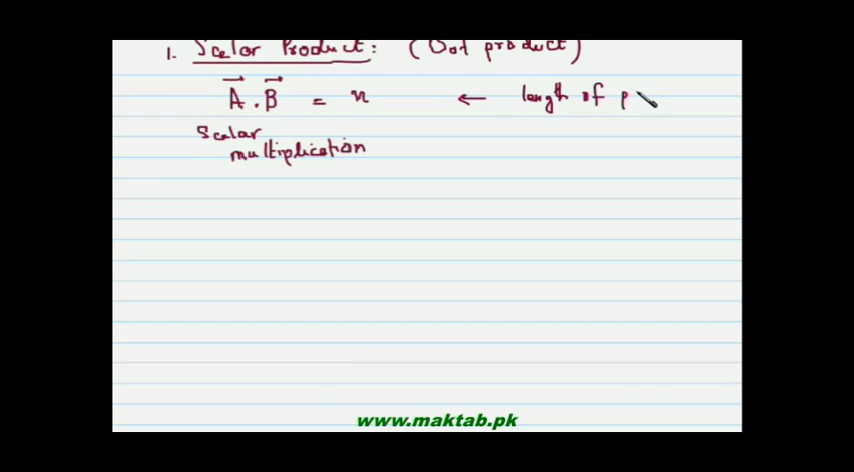 1. Scalar Product: (Dot product)
A⃗ . B⃗ = n ← length of p
Scalar
multiplication
www.maktab.pk